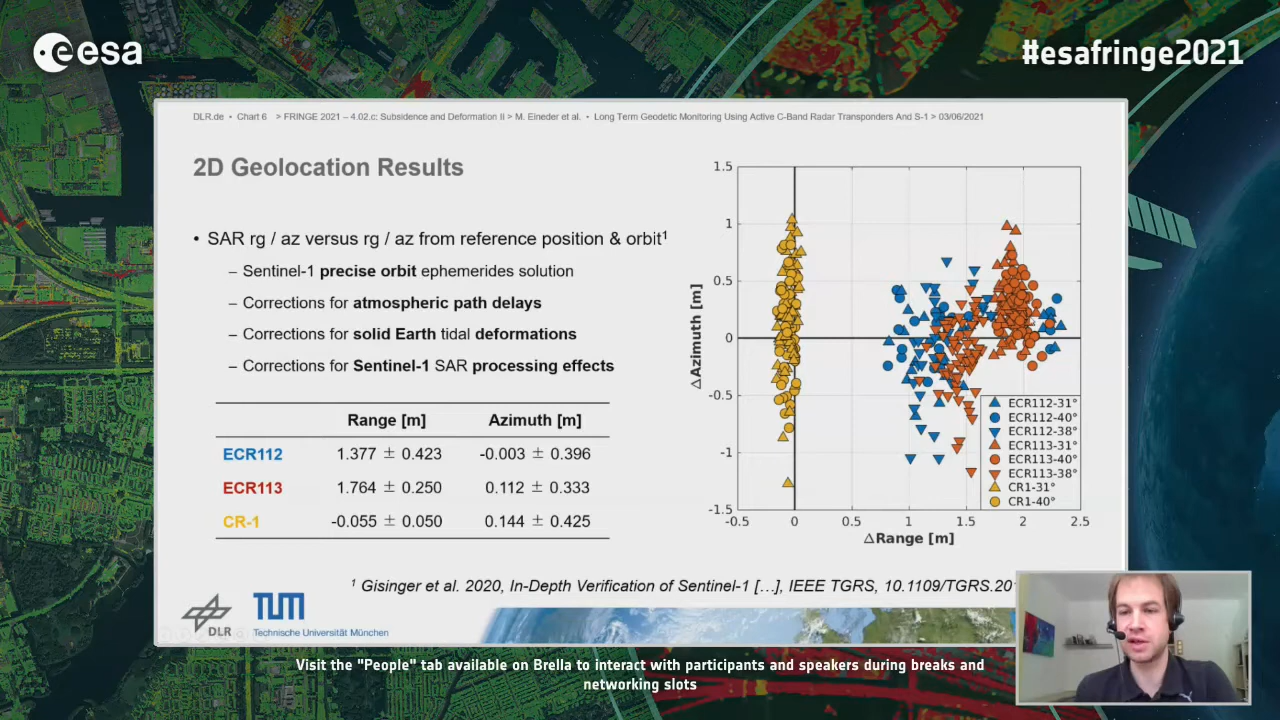 esa
#esafringe2021
DLR.de • Chart 6 > FRINGE 2021 – 4.02.c: Subsidence and Deformation II > M. Eineder et al. • Long Term Geodetic Monitoring Using Active C-Band Radar Transponders And S-1 > 03/06/2021
2D Geolocation Results
• SAR rg / az versus rg / az from reference position & orbit¹
– Sentinel-1 precise orbit ephemerides solution
– Corrections for atmospheric path delays
– Corrections for solid Earth tidal deformations
– Corrections for Sentinel-1 SAR processing effects
Range [m] Azimuth [m]
ECR112 1.377 ± 0.423 -0.003 ± 0.396
ECR113 1.764 ± 0.250 0.112 ± 0.333
CR-1 -0.055 ± 0.050 0.144 ± 0.425
1.5
1
0.5
0
-0.5
-1
-1.5
ΔAzimuth [m]
ECR112-31°
ECR112-40°
ECR112-38°
ECR113-31°
ECR113-40°
ECR113-38°
CR1-31°
CR1-40°
-0.5 0 0.5 1 1.5 2 2.5
ΔRange [m]
¹ Gisinger et al. 2020, In-Depth Verification of Sentinel-1 […], IEEE TGRS, 10.1109/TGRS.20
DLR
TUM
Technische Universität München
Visit the "People" tab available on Brella to interact with participants and speakers during breaks and
networking slots